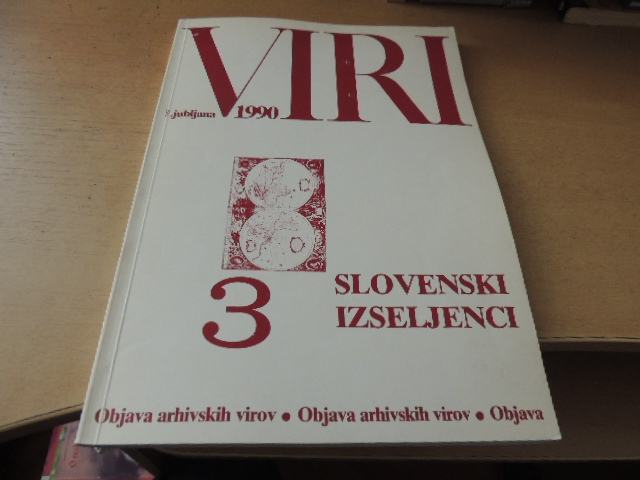 VIRI
Ljubljana 1990
3
SLOVENSKI
IZSELJENCI
Objava arhivskih virov • Objava arhivskih virov • Objava